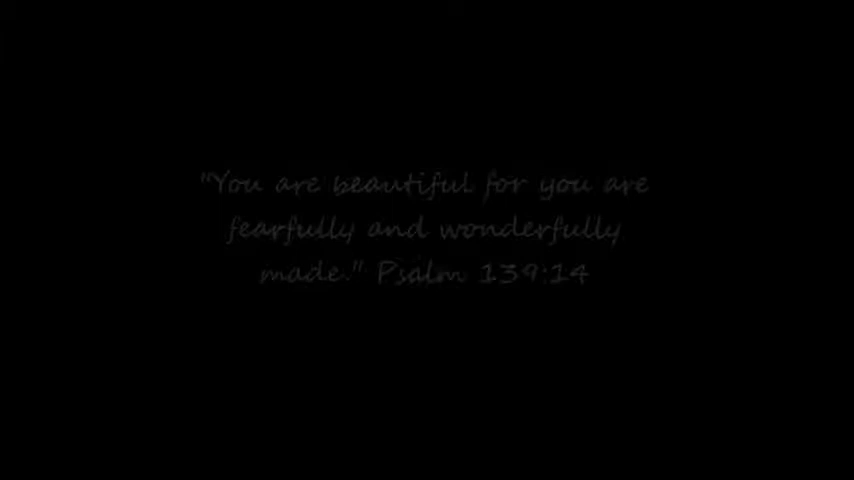 "You are beautiful for you are
fearfully and wonderfully
made." Psalm 139:14